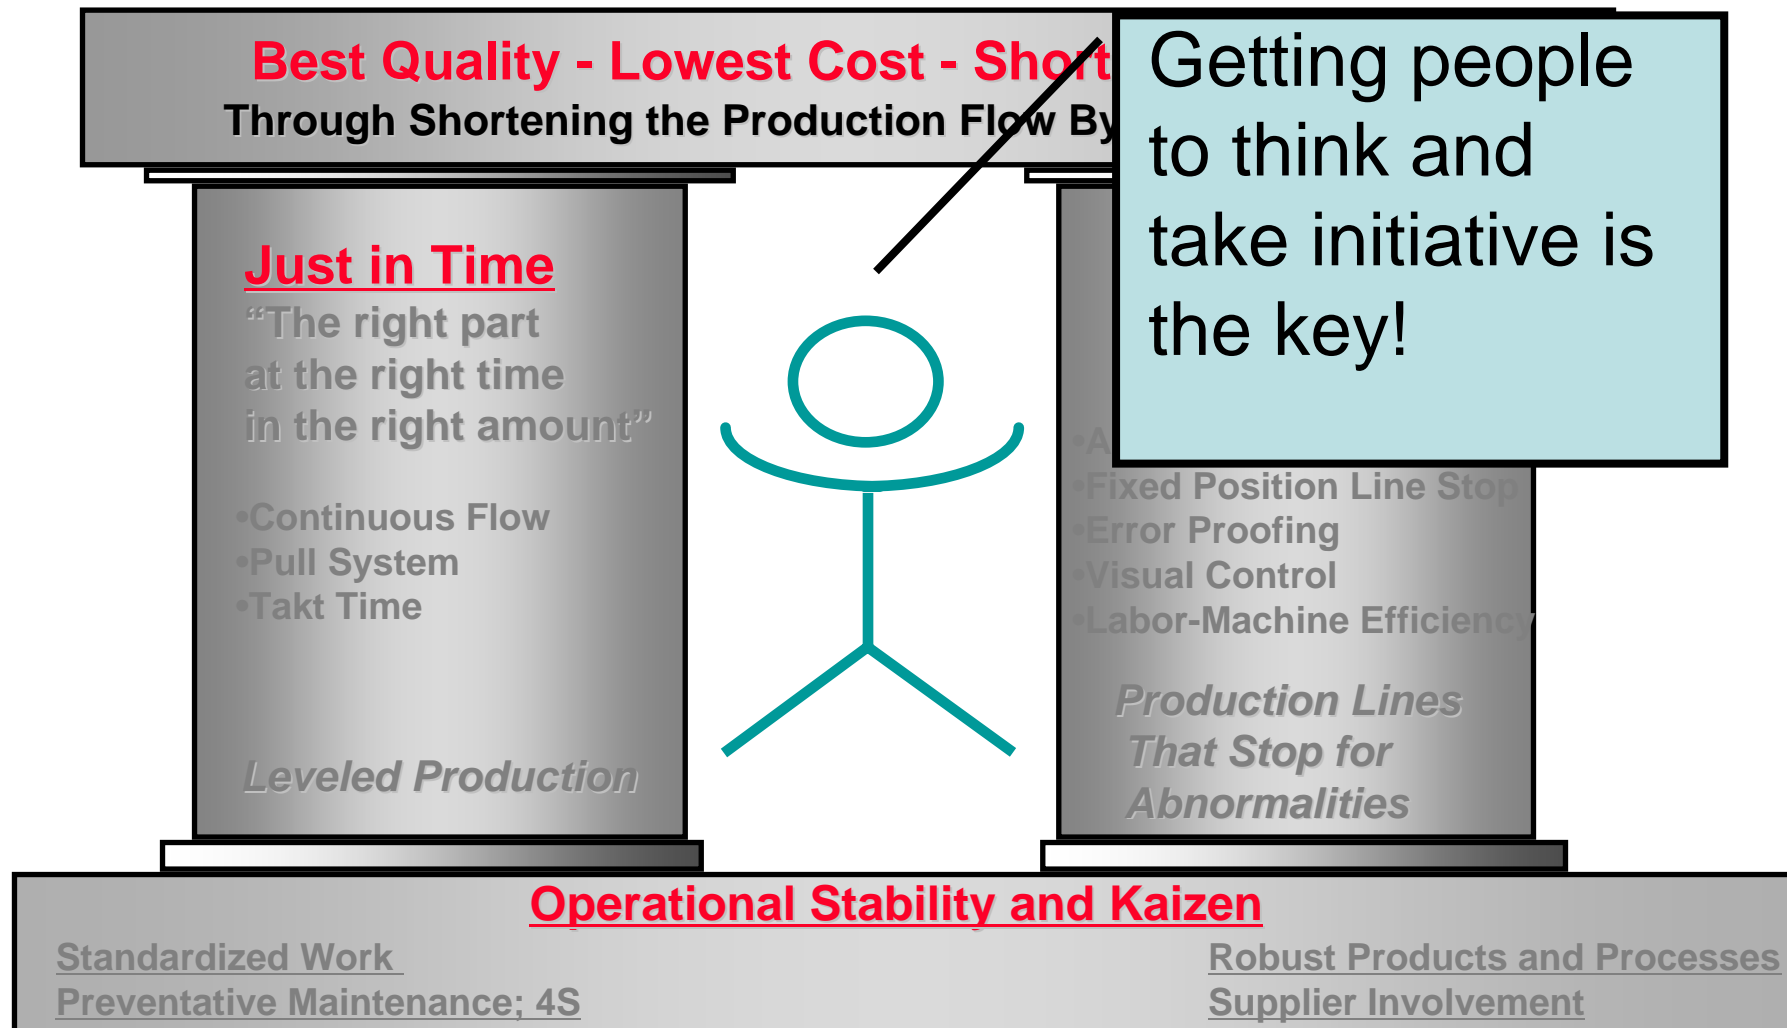 Best Quality - Lowest Cost -
Through Shortening the Production Flow By
Getting people
to think and
take initiative is
the key!
Just in Time
“The right part
at the right time
in the right amount”
•Continuous Flow
•Pull System
•Takt Time
Leveled Production
•Fixed Position Line Stop
•Error Proofing
•Visual Control
•Labor-Machine Efficiency
Production Lines
That Stop for
Abnormalities
Operational Stability and Kaizen
Standardized Work
Preventative Maintenance; 4S
Robust Products and Processes
Supplier Involvement